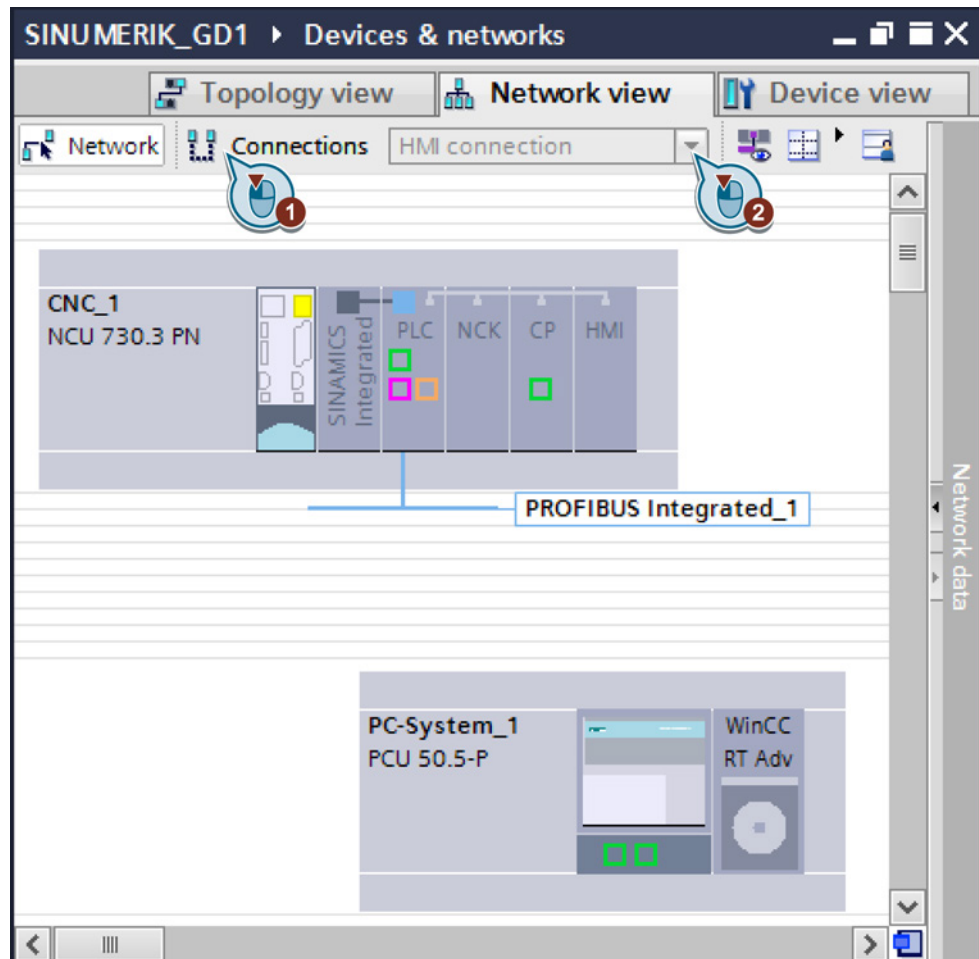 SINUMERIK_GD1 ▸ Devices & networks
Topology view
Network view
Device view
Network
Connections
HMI connection
1
2
CNC_1
NCU 730.3 PN
SINAMICS
Integrated
PLC
NCK
CP
HMI
PROFIBUS Integrated_1
Network data
PC-System_1
PCU 50.5-P
WinCC
RT Adv